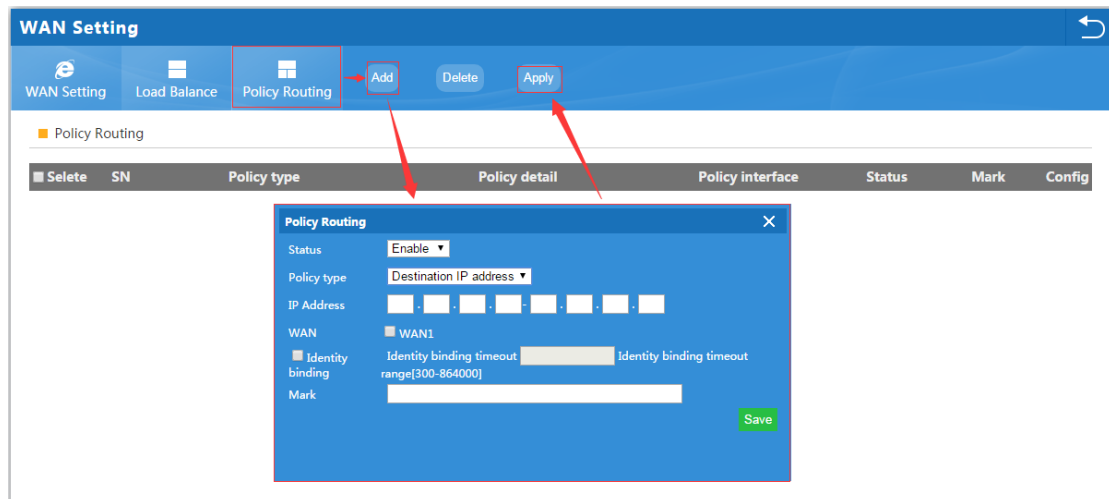 WAN Setting
WAN Setting Load Balance Policy Routing Add Delete Apply
Policy Routing
Selete SN Policy type Policy detail Policy interface Status Mark Config
Policy Routing
Status Enable
Policy type Destination IP address
IP Address . . . - . . .
WAN WAN1
Identity binding Identity binding timeout Identity binding timeout
range[300-864000]
Mark
Save